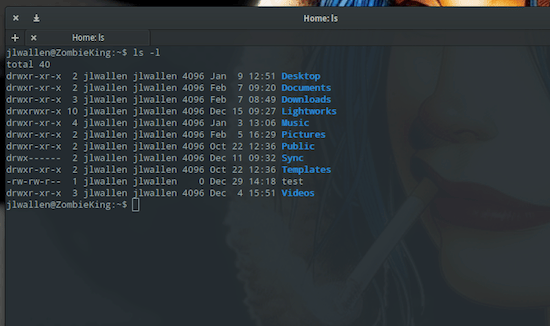 Home: ls
Home: ls
jlwallen@ZombieKing:~$ ls -l
total 40
drwxr-xr-x  2 jlwallen jlwallen 4096 Jan  9 12:51 Desktop
drwxr-xr-x  2 jlwallen jlwallen 4096 Feb  7 09:20 Documents
drwxr-xr-x  3 jlwallen jlwallen 4096 Feb  7 08:49 Downloads
drwxrwxr-x 10 jlwallen jlwallen 4096 Dec 15 09:27 Lightworks
drwxr-xr-x  4 jlwallen jlwallen 4096 Jan  3 13:06 Music
drwxr-xr-x  2 jlwallen jlwallen 4096 Feb  5 16:29 Pictures
drwxr-xr-x  2 jlwallen jlwallen 4096 Oct 22 12:36 Public
drwx------  2 jlwallen jlwallen 4096 Dec 11 09:32 Sync
drwxr-xr-x  2 jlwallen jlwallen 4096 Oct 22 12:36 Templates
-rw-rw-r--  1 jlwallen jlwallen    0 Dec 29 14:18 test
drwxr-xr-x  3 jlwallen jlwallen 4096 Dec  4 15:51 Videos
jlwallen@ZombieKing:~$